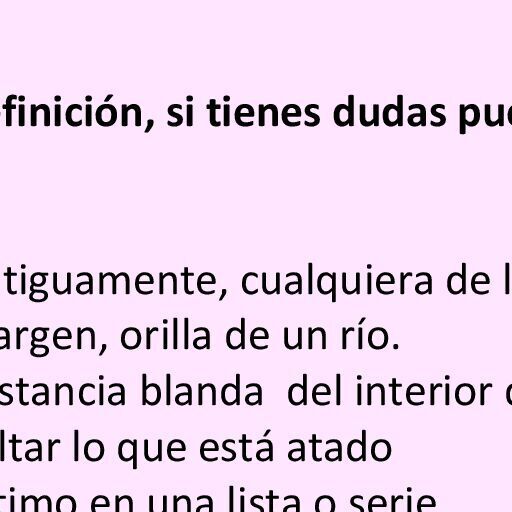 finición, si tienes dudas pue
tiguamente, cualquiera de l
argen, orilla de un río.
stancia blanda  del interior
ltar lo que está atado
timo en una lista o serie